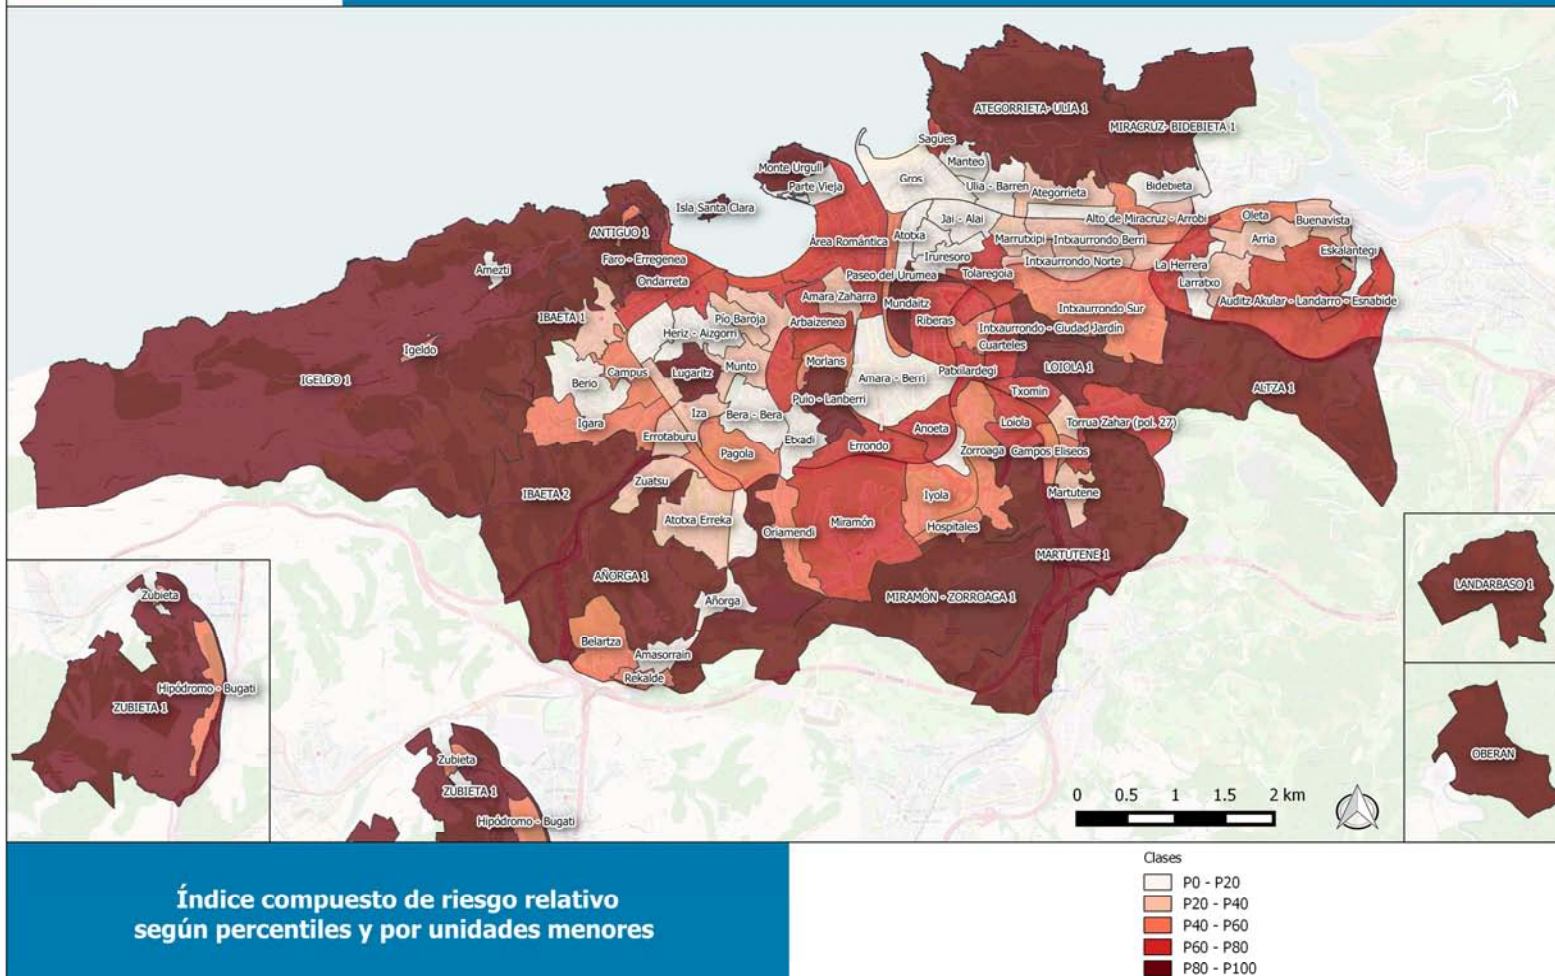 ATEGORRIETA- ULIA 1
MIRACRUZ- BIDEBIETA 1
Sagües
Manteo
Monte Urgull
Parte Vieja
Gros
Ulia - Barren
Ategorrieta
Bidebieta
Isla Santa Clara
Jai - Alai
Alto de Miracruz - Arrobi
Oleta
Buenavista
ANTIGUO 1
Atotxa
Área Romántica
Marrutxipi
Intxaurrondo Berri
Arria
Eskalantegi
Faro - Erregenea
Iruresoro
Intxaurrondo Norte
La Herrera
Amezti
Ondarreta
Paseo del Urumea
Tolaregoia
Larratxo
Amara Zaharra
Mundaitz
Auditz Akular - Landarro - Esnabide
IBAETA 1
Pío Baroja
Arbaizenea
Riberas
Intxaurrondo Sur
Heriz - Aizgorri
Intxaurrondo - Ciudad Jardín
Igeldo
Cuarteles
IGELDO 1
Berio
Campus
Lugaritz
Munto
Morlans
Amara - Berri
Patxilardegi
LOIOLA 1
ALTZA 1
Puio - Lanberri
Txomin
Igara
Iza
Bera - Bera
Anoeta
Loiola
Torrua Zahar (pol. 27)
Errotaburu
Etxadi
Errondo
Pagola
Zorroaga
Campos Eliseos
Zuatsu
IBAETA 2
Iyola
Martutene
Atotxa Erreka
Oriamendi
Miramón
Hospitales
MARTUTENE 1
AÑORGA 1
Añorga
MIRAMÓN - ZORROAGA 1
LANDARBASO 1
Zubieta
Belartza
Amasorrain
Rekalde
Hipódromo - Bugati
ZUBIETA 1
OBERAN
Zubieta
ZUBIETA 1
Hipódromo - Bugati
0 0.5 1 1.5 2 km
Índice compuesto de riesgo relativo
según percentiles y por unidades menores
Clases
P0 - P20
P20 - P40
P40 - P60
P60 - P80
P80 - P100